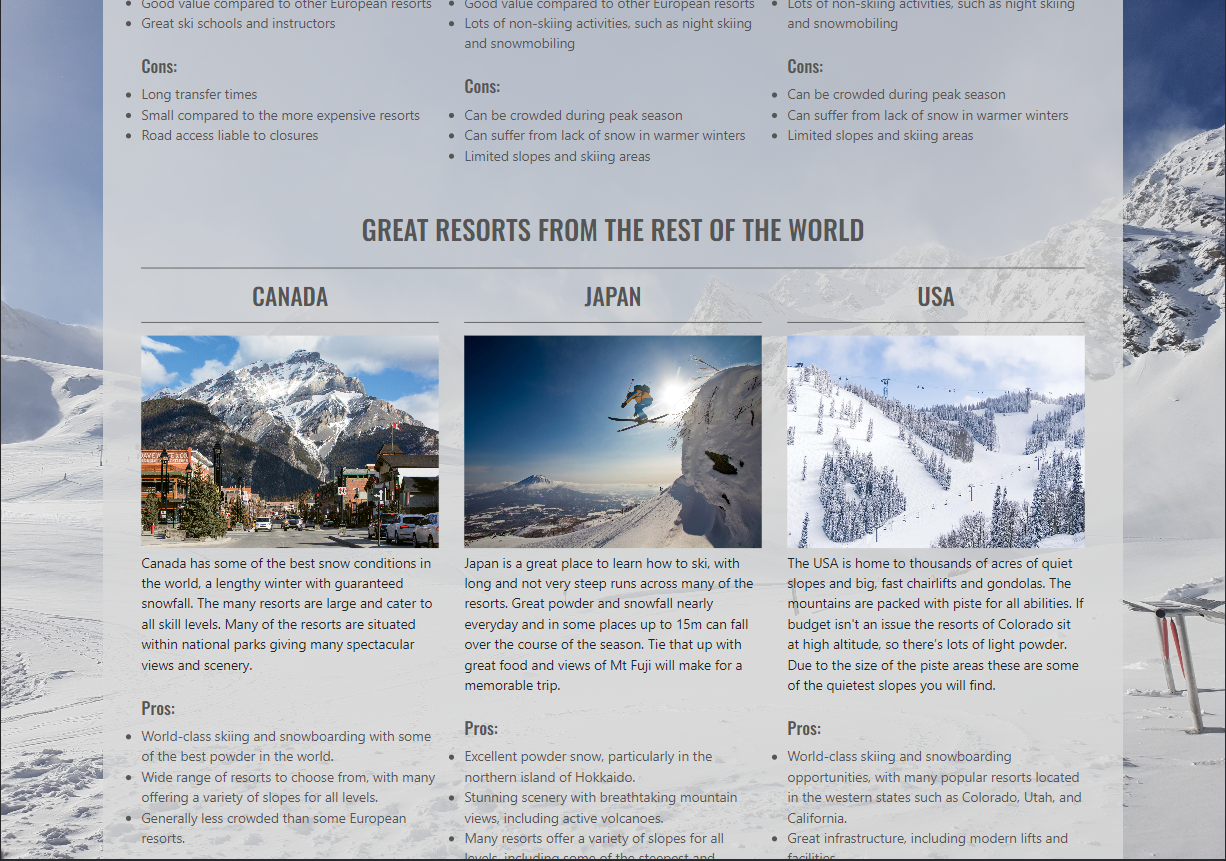 Good value compared to other European resorts
Great ski schools and instructors
Cons:
Long transfer times
Small compared to the more expensive resorts
Road access liable to closures
Good value compared to other European resorts
Lots of non-skiing activities, such as night skiing
and snowmobiling
Cons:
Can be crowded during peak season
Can suffer from lack of snow in warmer winters
Limited slopes and skiing areas
Lots of non-skiing activities, such as night skiing
and snowmobiling
Cons:
Can be crowded during peak season
Can suffer from lack of snow in warmer winters
Limited slopes and skiing areas
GREAT RESORTS FROM THE REST OF THE WORLD
CANADA
Canada has some of the best snow conditions in
the world, a lengthy winter with guaranteed
snowfall. The many resorts are large and cater to
all skill levels. Many of the resorts are situated
within national parks giving many spectacular
views and scenery.
Pros:
World-class skiing and snowboarding with some
of the best powder in the world.
Wide range of resorts to choose from, with many
offering a variety of slopes for all levels.
Generally less crowded than some European
resorts.
JAPAN
Japan is a great place to learn how to ski, with
long and not very steep runs across many of the
resorts. Great powder and snowfall nearly
everyday and in some places up to 15m can fall
over the course of the season. Tie that up with
great food and views of Mt Fuji will make for a
memorable trip.
Pros:
Excellent powder snow, particularly in the
northern island of Hokkaido.
Stunning scenery with breathtaking mountain
views, including active volcanoes.
Many resorts offer a variety of slopes for all
levels, including some of the steepest and
USA
The USA is home to thousands of acres of quiet
slopes and big, fast chairlifts and gondolas. The
mountains are packed with piste for all abilities. If
budget isn't an issue the resorts of Colorado sit
at high altitude, so there's lots of light powder.
Due to the size of the piste areas these are some
of the quietest slopes you will find.
Pros:
World-class skiing and snowboarding
opportunities, with many popular resorts located
in the western states such as Colorado, Utah, and
California.
Great infrastructure, including modern lifts and
facilities.